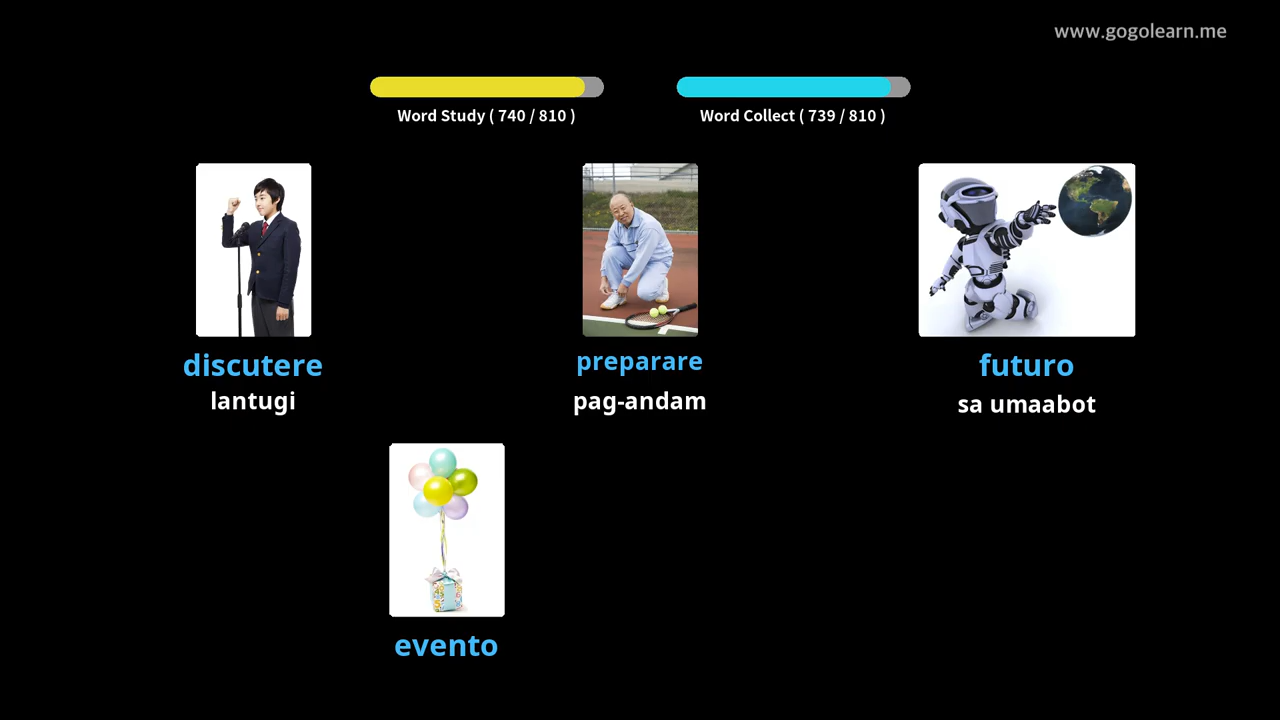 www.gogolearn.me
Word Study ( 740 / 810 )
Word Collect ( 739 / 810 )
discutere
lantugi
preparare
pag-andam
futuro
sa umaabot
evento